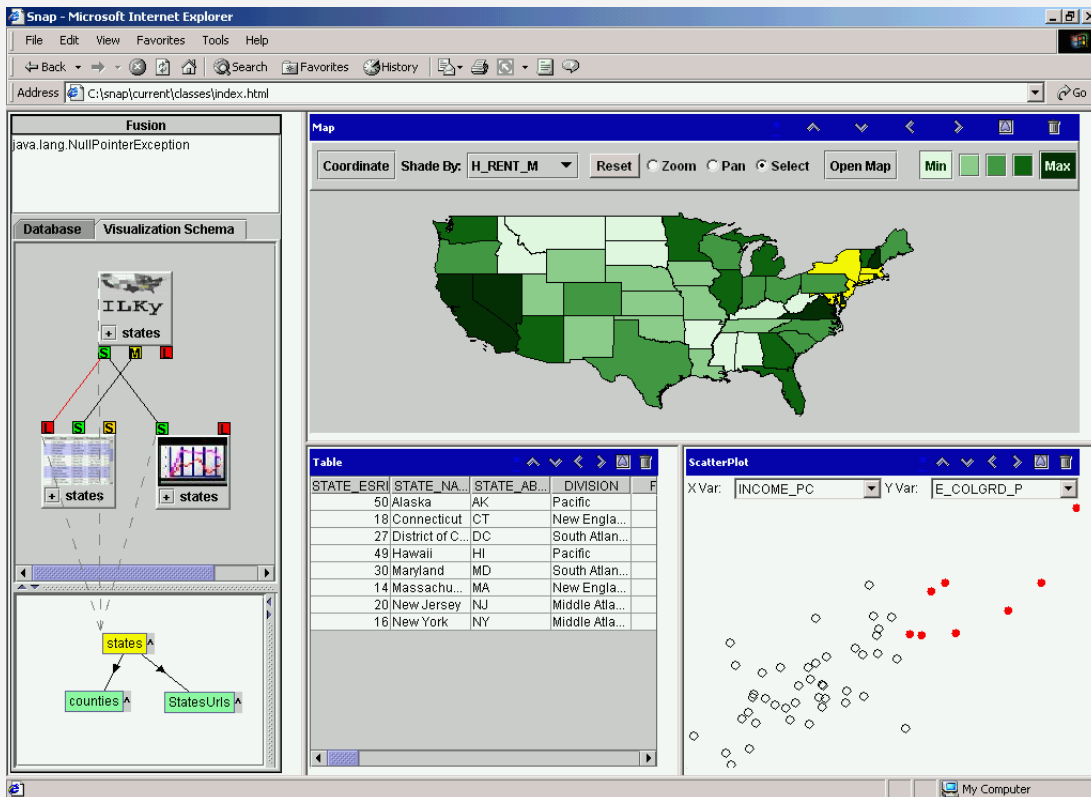 Snap - Microsoft Internet Explorer
File Edit View Favorites Tools Help
Back Search Favorites History
Address C:\snap\current\classes\index.html Go
Fusion
java.lang.NullPointerException
Database Visualization Schema
ILKy
+ states
S M L
L S S
S L
+ states
+ states
states ^
counties ^
StatesUrls ^
Map
Coordinate Shade By: H_RENT_M Reset Zoom Pan Select Open Map Min Max
Table
STATE_ESRI STATE_NA... STATE_AB... DIVISION F
50 Alaska AK Pacific
18 Connecticut CT New Engla...
27 District of C... DC South Atlan...
49 Hawaii HI Pacific
30 Maryland MD South Atlan...
14 Massachu... MA New Engla...
20 New Jersey NJ Middle Atla...
16 New York NY Middle Atla...
ScatterPlot
X Var: INCOME_PC Y Var: E_COLGRD_P
My Computer